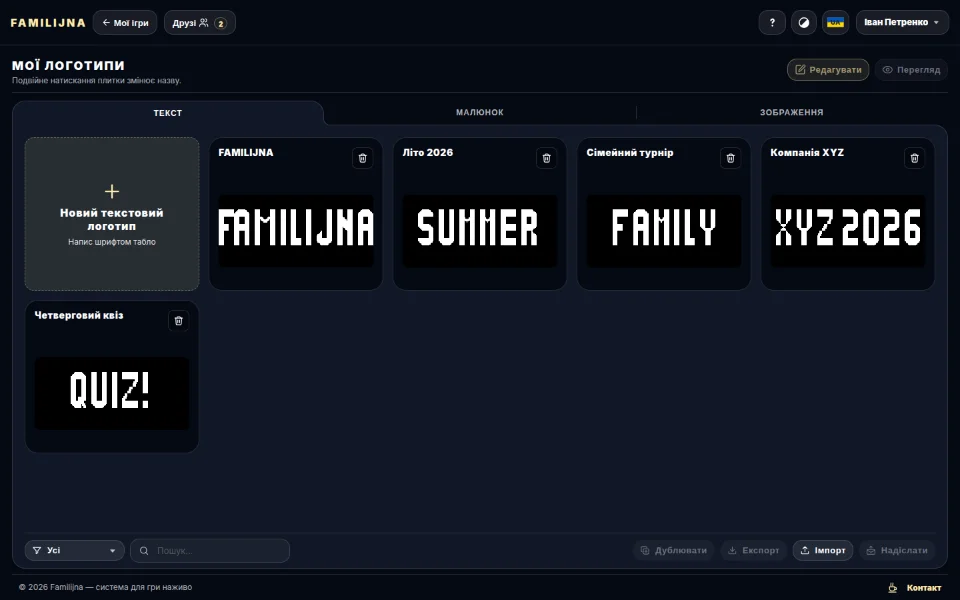 FAMILIJNA
← Мої ігри
Друзі 2
?
UA
Іван Петренко
МОЇ ЛОГОТИПИ
Подвійне натискання плитки змінює назву.
Редагувати
Перегляд
ТЕКСТ
МАЛЮНОК
ЗОБРАЖЕННЯ
Новий текстовий
логотип
Напис шрифтом табло
FAMILIJNA
FAMILIJNA
Літо 2026
SUMMER
Сімейний турнір
FAMILY
Компанія XYZ
XYZ 2026
Четверговий квіз
QUIZ!
Усі
Пошук...
Дублювати
Експорт
Імпорт
Надіслати
© 2026 Familijna — система для гри наживо
Контакт